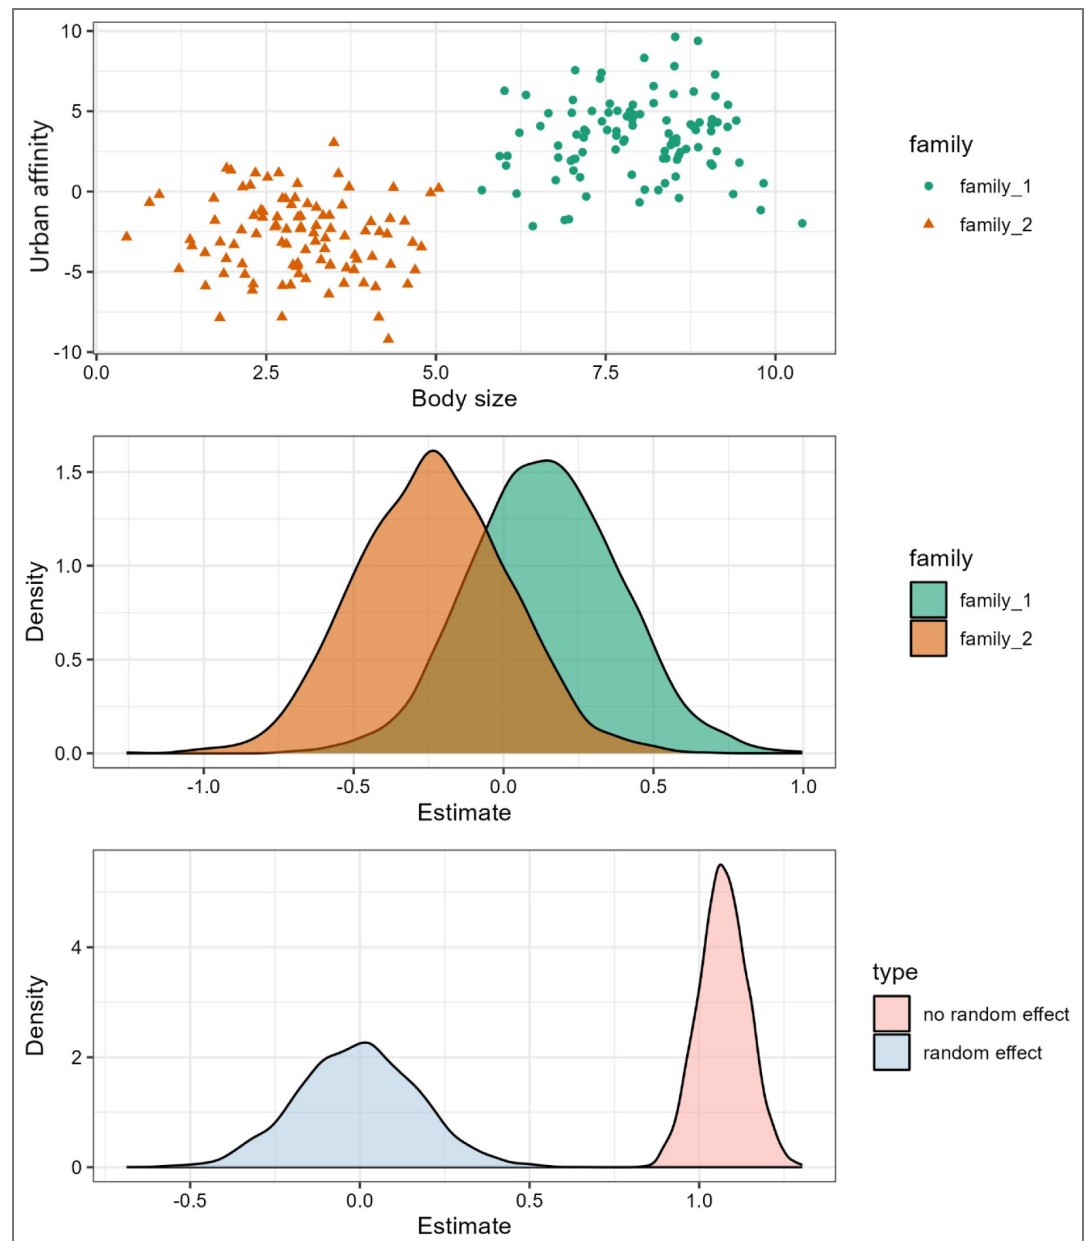 10
5
0
-5
-10
Urban affinity
0.0 2.5 5.0 7.5 10.0
Body size
family
family_1
family_2
1.5
1.0
0.5
0.0
Density
-1.0 -0.5 0.0 0.5 1.0
Estimate
family
family_1
family_2
4
2
0
Density
-0.5 0.0 0.5 1.0
Estimate
type
no random effect
random effect